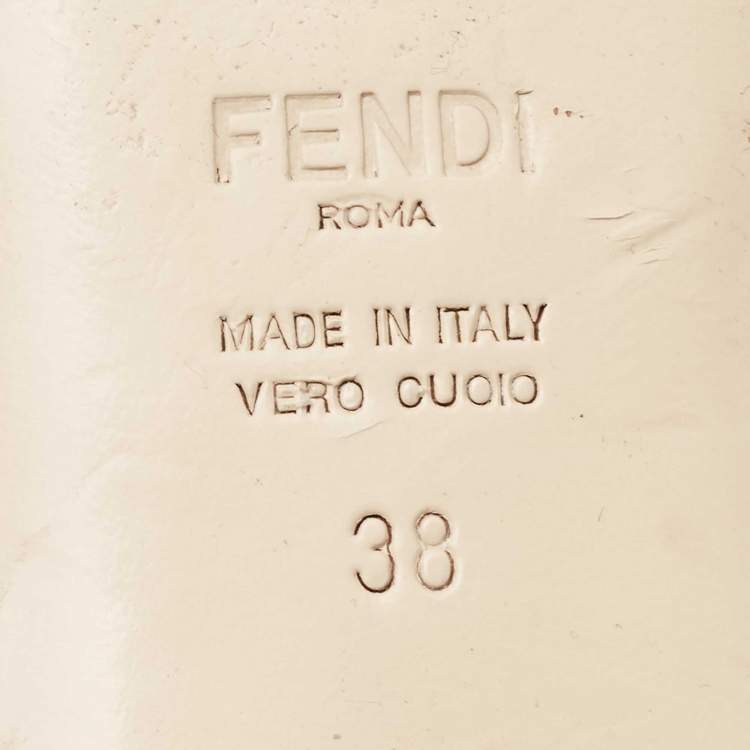 FENDI
ROMA
MADE IN ITALY
VERO CUOIO
38